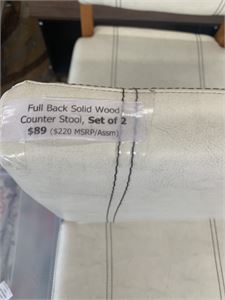 Full Back Solid Wood
Counter Stool, Set of 2
$89 ($220 MSRP/Assm)